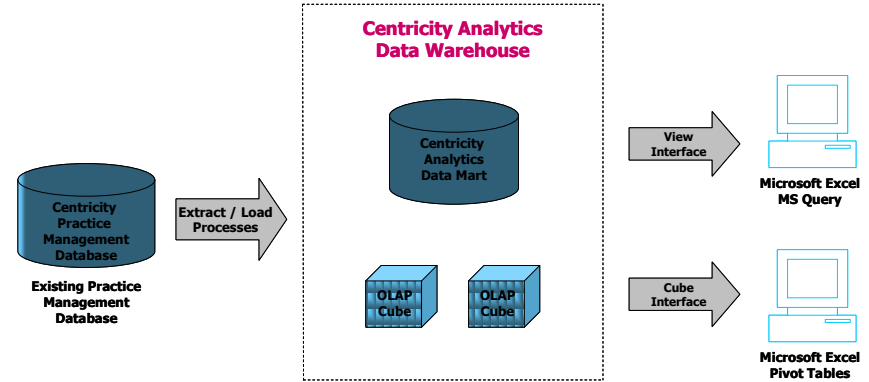 Centricity Analytics
Data Warehouse
Centricity
Analytics
Data Mart
View
Interface
Microsoft Excel
MS Query
Centricity
Practice
Management
Database
Extract / Load
Processes
Existing Practice
Management
Database
OLAP
Cube
OLAP
Cube
Cube
Interface
Microsoft Excel
Pivot Tables